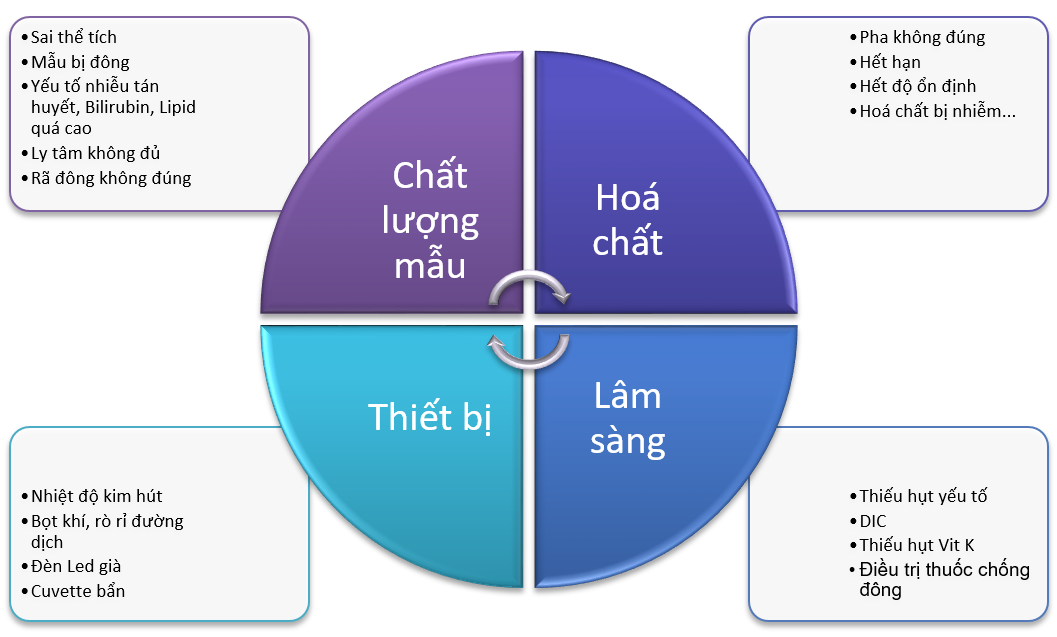 • Sai thể tích
• Mẫu bị đông
• Yếu tố nhiễu tán
huyết, Bilirubin, Lipid
quá cao
• Ly tâm không đủ
• Rã đông không đúng
• Pha không đúng
• Hết hạn
• Hết độ ổn định
• Hoá chất bị nhiễm...
Chất
lượng
mẫu
Hoá
chất
Thiết bị
Lâm
sàng
• Nhiệt độ kim hút
• Bọt khí, rò rỉ đường
dịch
• Đèn Led già
• Cuvette bẩn
• Thiếu hụt yếu tố
• DIC
• Thiếu hụt Vit K
• Điều trị thuốc chống
đông